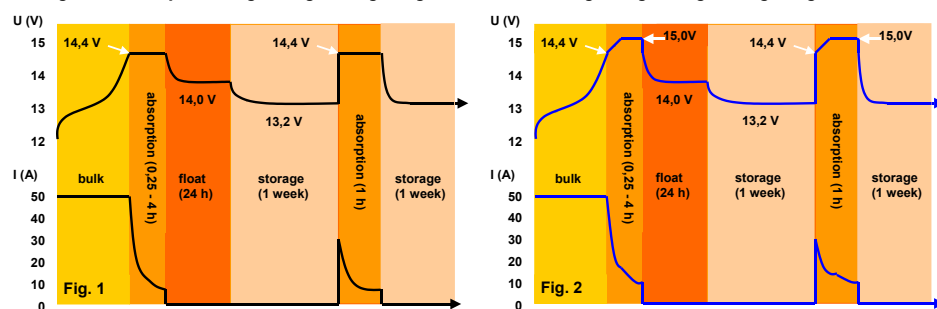 U (V)
15
14
13
12
I (A)
50
40
30
20
10
0
14,4 V
14,0 V
13,2 V
14,4 V
bulk
absorption (0,25 - 4 h)
float
(24 h)
storage
(1 week)
absorption (1 h)
storage
(1 week)
Fig. 1
U (V)
15
14
13
12
I (A)
50
40
30
20
10
0
14,4 V
15,0V
14,0 V
13,2 V
14,4 V
15,0V
bulk
absorption (0,25 - 4 h)
float
(24 h)
storage
(1 week)
absorption (1 h)
storage
(1 week)
Fig. 2